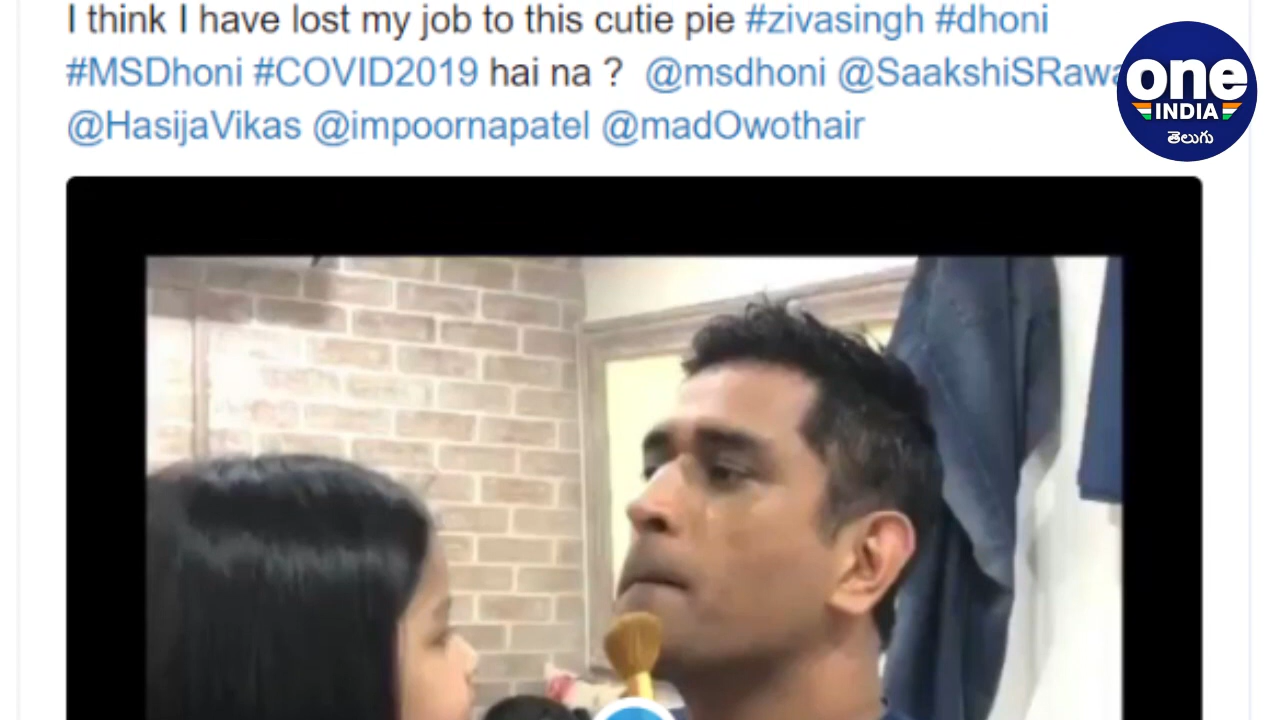 I think I have lost my job to this cutie pie #zivasingh #dhoni
#MSDhoni #COVID2019 hai na ? @msdhoni @SaakshiSRawa
@HasijaVikas @impoornapatel @madOwothair
one
INDIA
తెలుగు